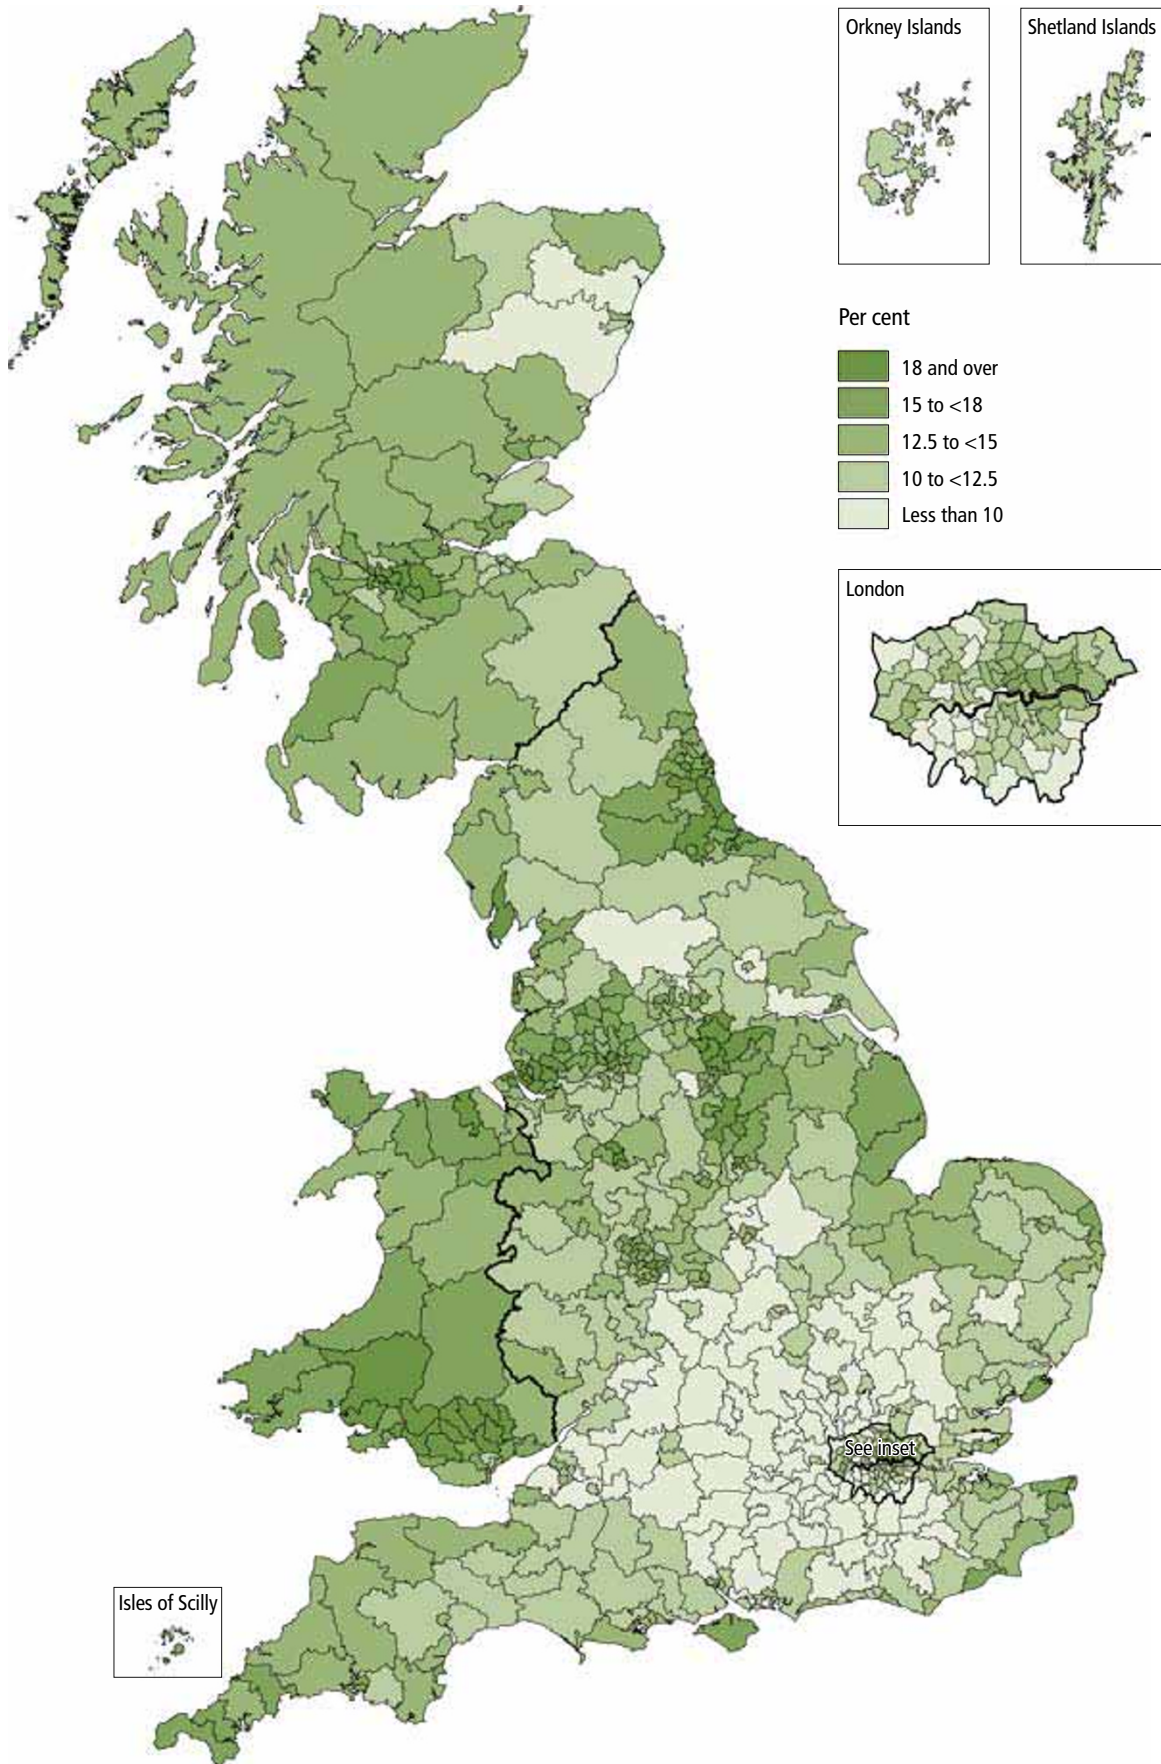 Orkney Islands
Shetland Islands
Per cent
18 and over
15 to <18
12.5 to <15
10 to <12.5
Less than 10
London
See inset
Isles of Scilly